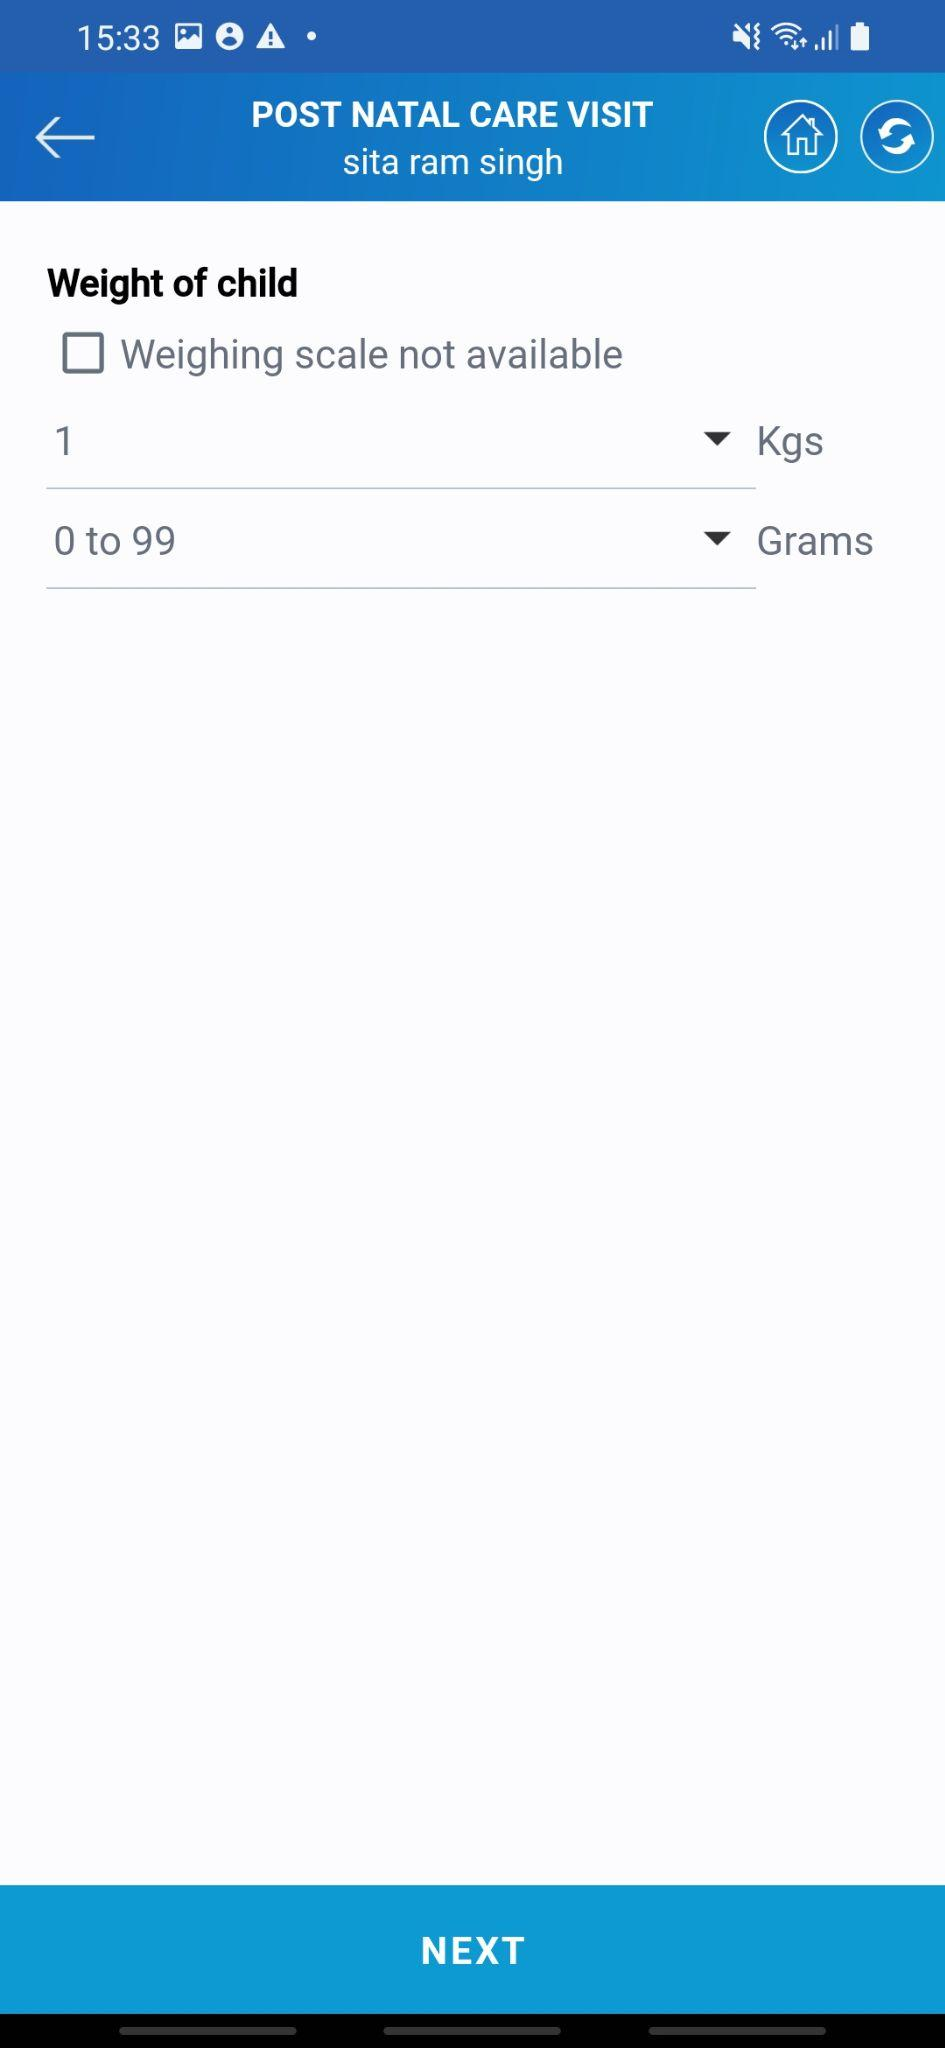 15:33
POST NATAL CARE VISIT
sita ram singh
Weight of child
Weighing scale not available
1 Kgs
0 to 99 Grams
NEXT